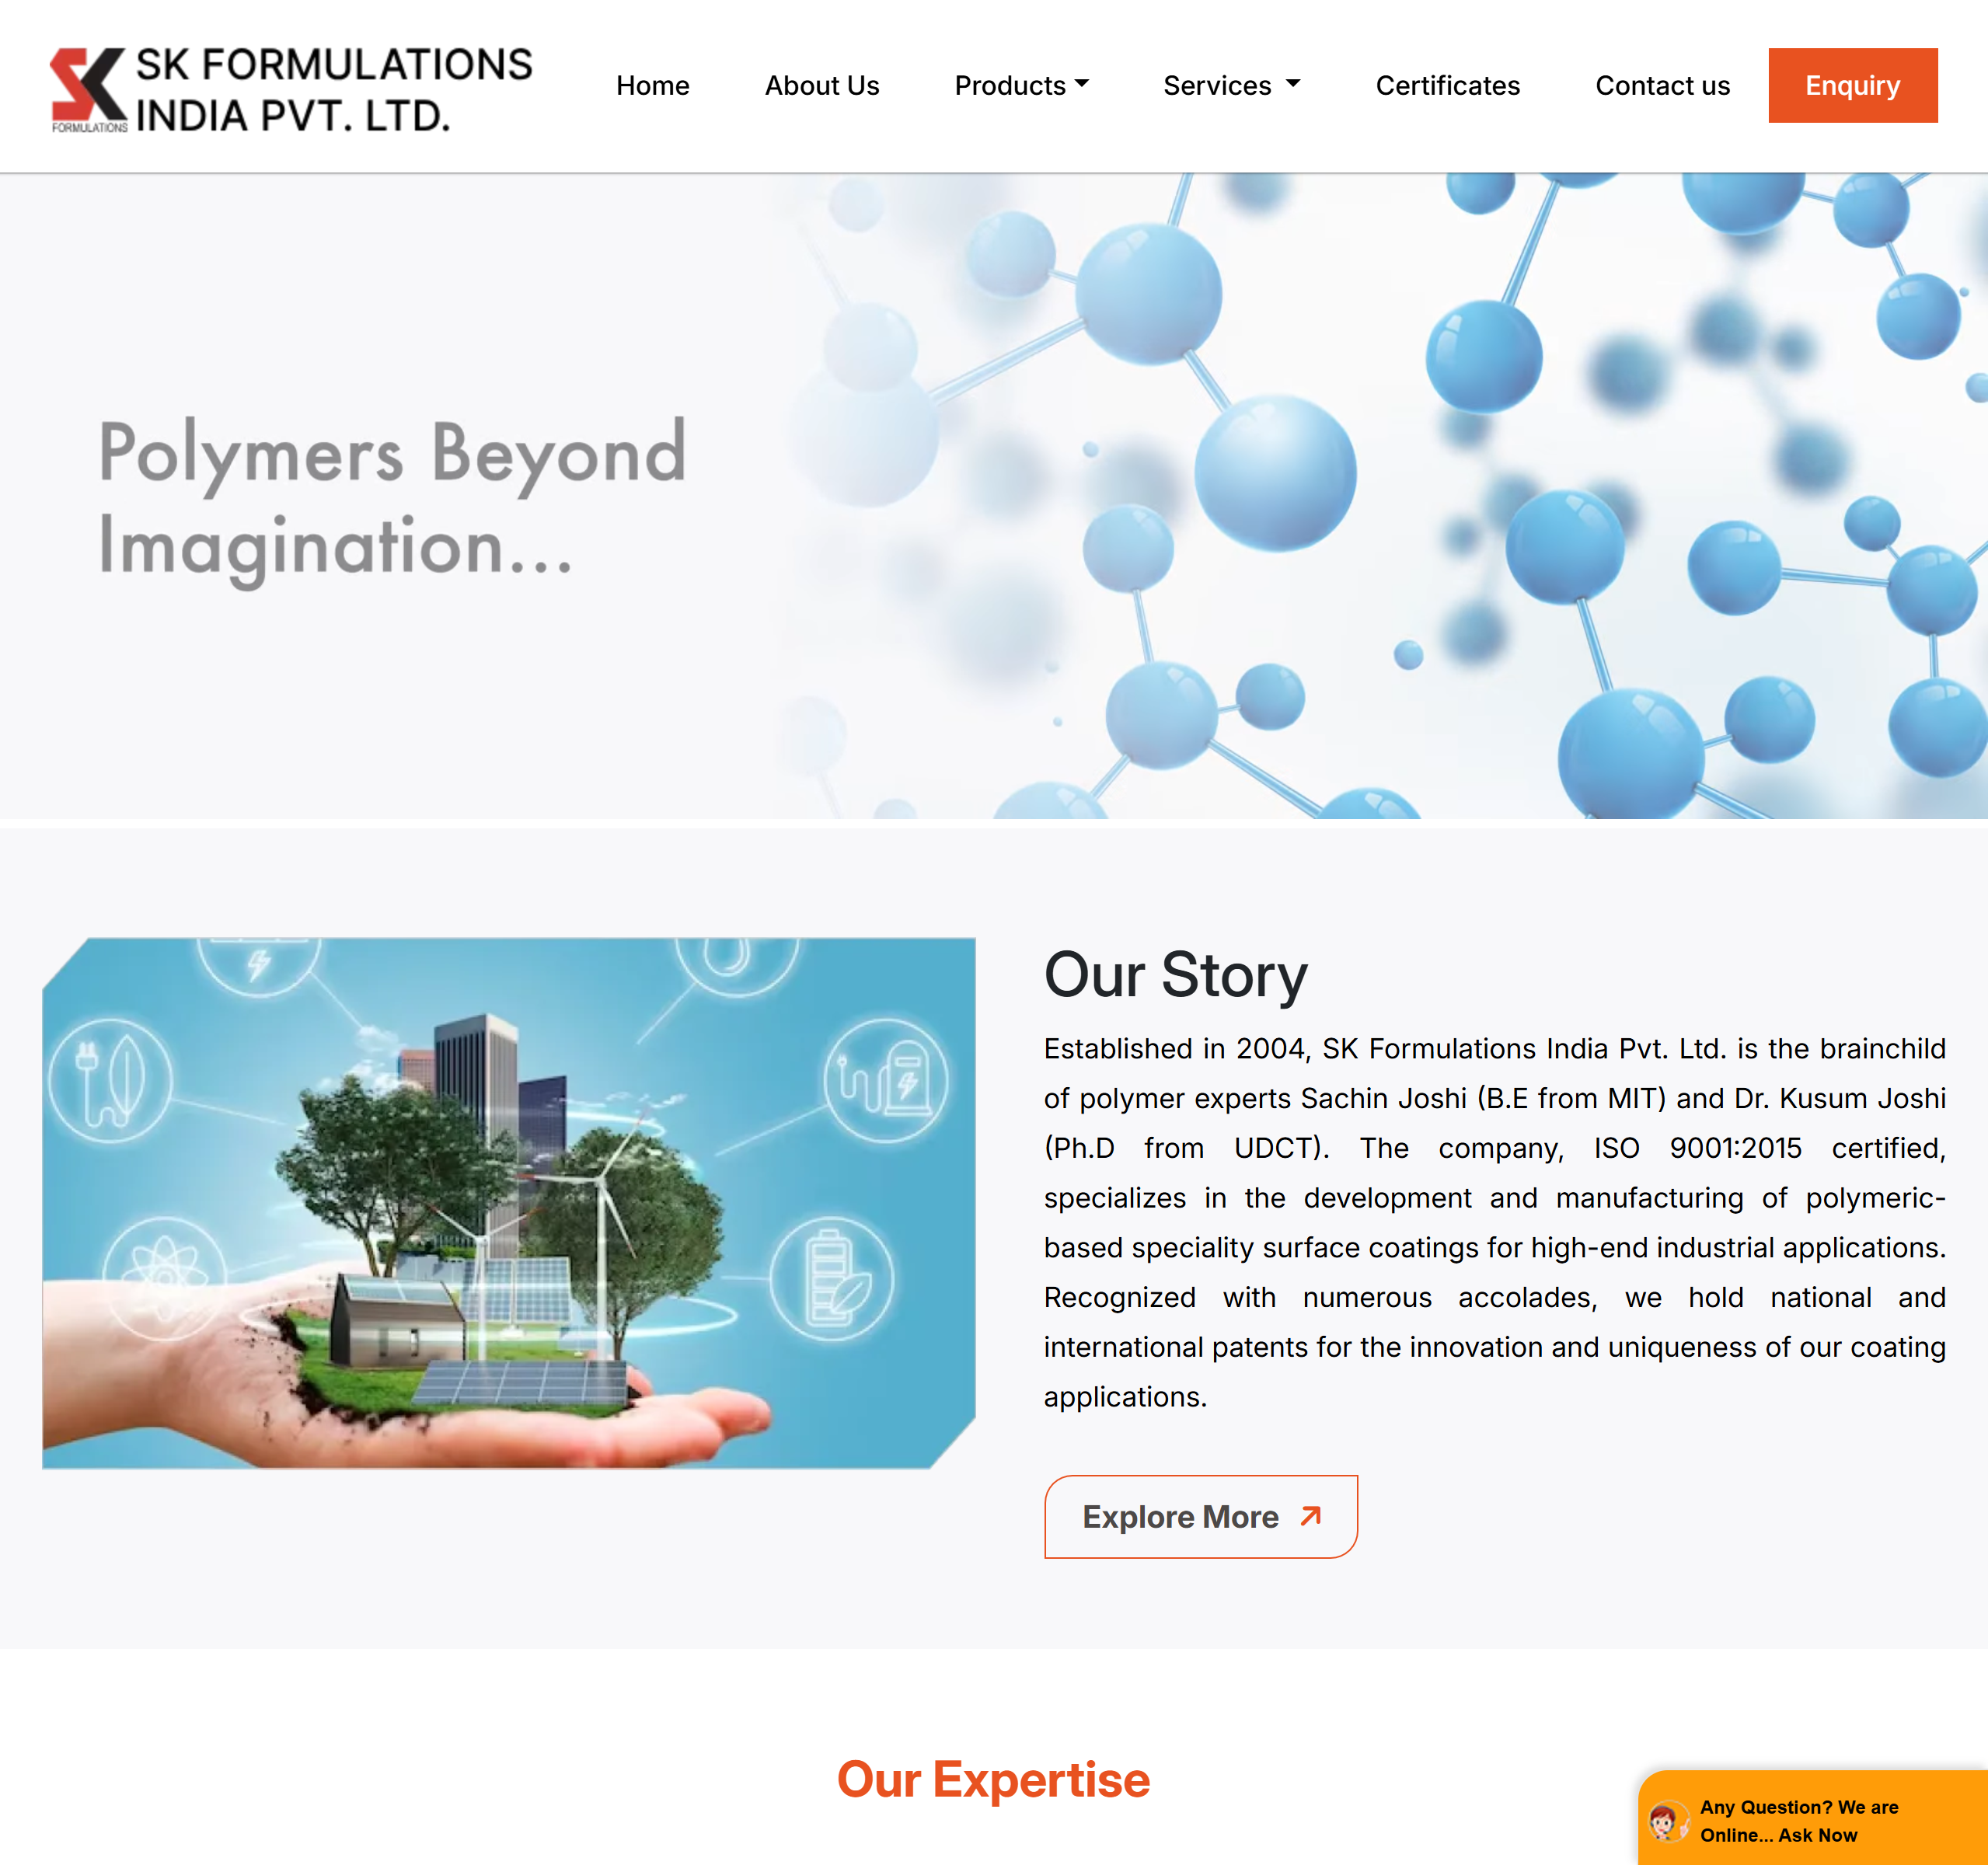 SK FORMULATIONS
INDIA PVT. LTD.
FORMULATIONS
Home
About Us
Products
Services
Certificates
Contact us
Enquiry
Polymers Beyond
Imagination...
Our Story
Established in 2004, SK Formulations India Pvt. Ltd. is the brainchild
of polymer experts Sachin Joshi (B.E from MIT) and Dr. Kusum Joshi
(Ph.D from UDCT). The company, ISO 9001:2015 certified,
specializes in the development and manufacturing of polymeric-
based speciality surface coatings for high-end industrial applications.
Recognized with numerous accolades, we hold national and
international patents for the innovation and uniqueness of our coating
applications.
Explore More
Our Expertise
Any Question? We are
Online... Ask Now